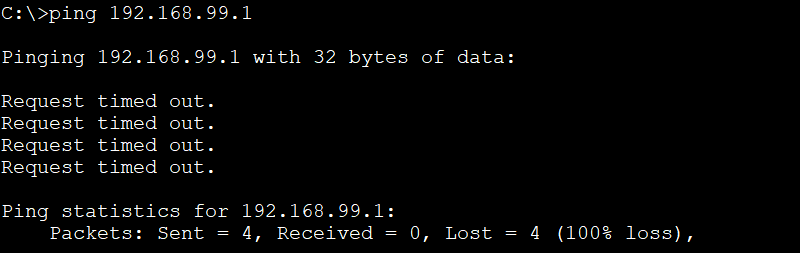 C:\>ping 192.168.99.1
Pinging 192.168.99.1 with 32 bytes of data:
Request timed out.
Request timed out.
Request timed out.
Request timed out.
Ping statistics for 192.168.99.1:
    Packets: Sent = 4, Received = 0, Lost = 4 (100% loss),